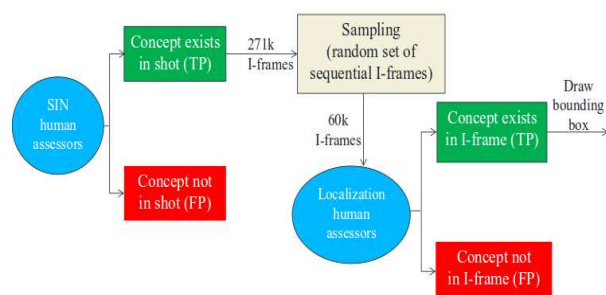 SIN
human
assessors
Concept exists
in shot (TP)
Concept not
in shot (FP)
271k
I-frames
Sampling
(random set of
sequential I-frames)
60k
I-frames
Localization
human
assessors
Concept exists
in I-frame (TP)
Concept not
in I-frame (FP)
Draw
bounding
box